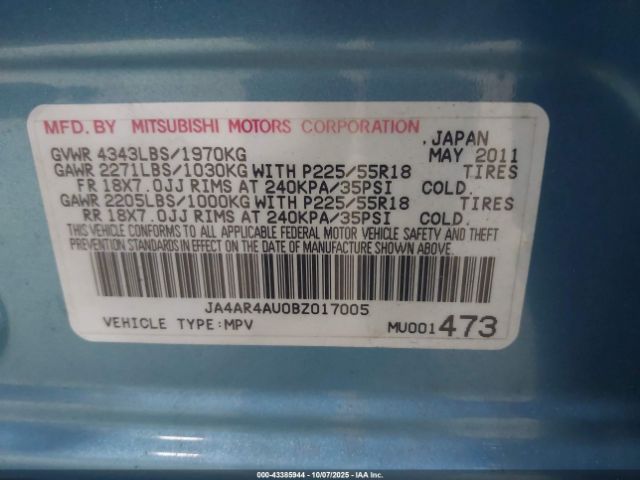 MFD. BY MITSUBISHI MOTORS CORPORATION
, JAPAN
GVWR 4343LBS/1970KG MAY 2011
GAWR 2271LBS/1030KG WITH P225/55R18 TIRES
FR 18X7.0JJ RIMS AT 240KPA/35PSI COLD.
GAWR 2205LBS/1000KG WITH P225/55R18 TIRES
RR 18X7.0JJ RIMS AT 240KPA/35PSI COLD.
THIS VEHICLE CONFORMS TO ALL APPLICABLE FEDERAL MOTOR VEHICLE SAFETY AND THEFT
PREVENTION STANDARDS IN EFFECT ON THE DATE OF MANUFACTURE SHOWN ABOVE.
JA4AR4AU0BZ017005
VEHICLE TYPE:MPV MU001473
000-43385944 - 10/07/2025 - IAA Inc.